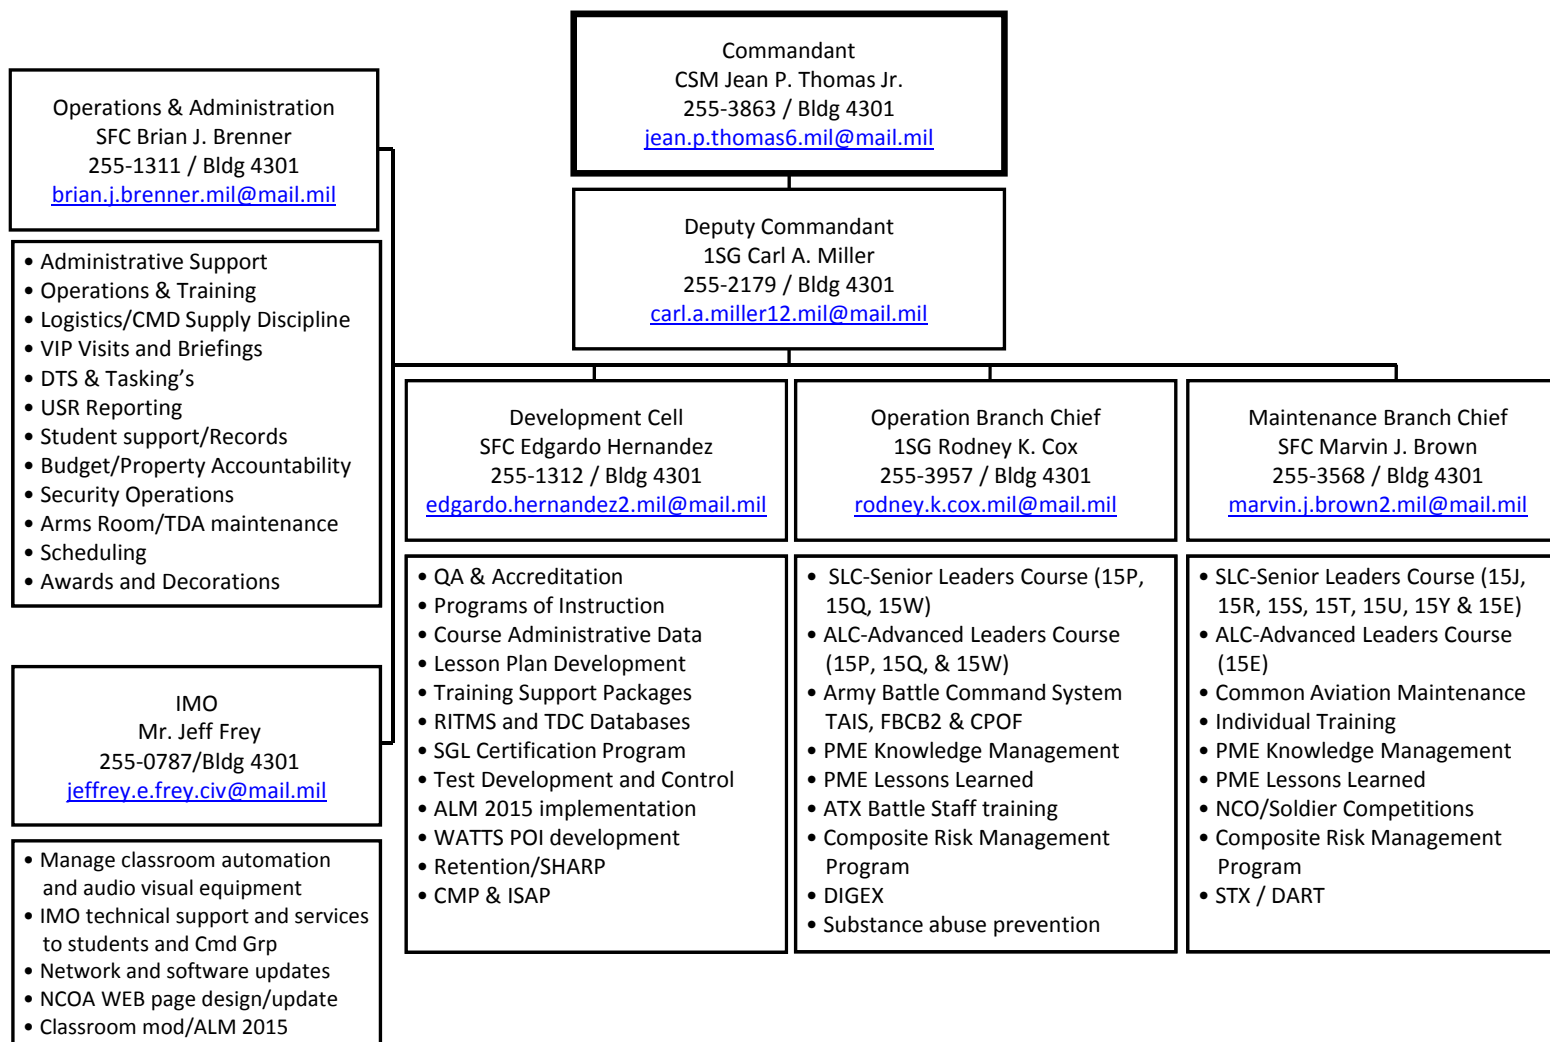 Commandant
CSM Jean P. Thomas Jr.
255-3863 / Bldg 4301
jean.p.thomas6.mil@mail.mil
Operations & Administration
SFC Brian J. Brenner
255-1311 / Bldg 4301
brian.j.brenner.mil@mail.mil
Deputy Commandant
1SG Carl A. Miller
255-2179 / Bldg 4301
carl.a.miller12.mil@mail.mil
• Administrative Support
• Operations & Training
• Logistics/CMD Supply Discipline
• VIP Visits and Briefings
• DTS & Tasking’s
• USR Reporting
• Student support/Records
• Budget/Property Accountability
• Security Operations
• Arms Room/TDA maintenance
• Scheduling
• Awards and Decorations
Development Cell
SFC Edgardo Hernandez
255-1312 / Bldg 4301
edgardo.hernandez2.mil@mail.mil
Operation Branch Chief
1SG Rodney K. Cox
255-3957 / Bldg 4301
rodney.k.cox.mil@mail.mil
Maintenance Branch Chief
SFC Marvin J. Brown
255-3568 / Bldg 4301
marvin.j.brown2.mil@mail.mil
• QA & Accreditation
• Programs of Instruction
• Course Administrative Data
• Lesson Plan Development
• Training Support Packages
• RITMS and TDC Databases
• SGL Certification Program
• Test Development and Control
• ALM 2015 implementation
• WATTS POI development
• Retention/SHARP
• CMP & ISAP
• SLC-Senior Leaders Course (15P,
15Q, 15W)
• ALC-Advanced Leaders Course
(15P, 15Q, & 15W)
• Army Battle Command System
TAIS, FBCB2 & CPOF
• PME Knowledge Management
• PME Lessons Learned
• ATX Battle Staff training
• Composite Risk Management
Program
• DIGEX
• Substance abuse prevention
• SLC-Senior Leaders Course (15J,
15R, 15S, 15T, 15U, 15Y & 15E)
• ALC-Advanced Leaders Course
(15E)
• Common Aviation Maintenance
• Individual Training
• PME Knowledge Management
• PME Lessons Learned
• NCO/Soldier Competitions
• Composite Risk Management
Program
• STX / DART
IMO
Mr. Jeff Frey
255-0787/Bldg 4301
jeffrey.e.frey.civ@mail.mil
• Manage classroom automation
and audio visual equipment
• IMO technical support and services
to students and Cmd Grp
• Network and software updates
• NCOA WEB page design/update
• Classroom mod/ALM 2015